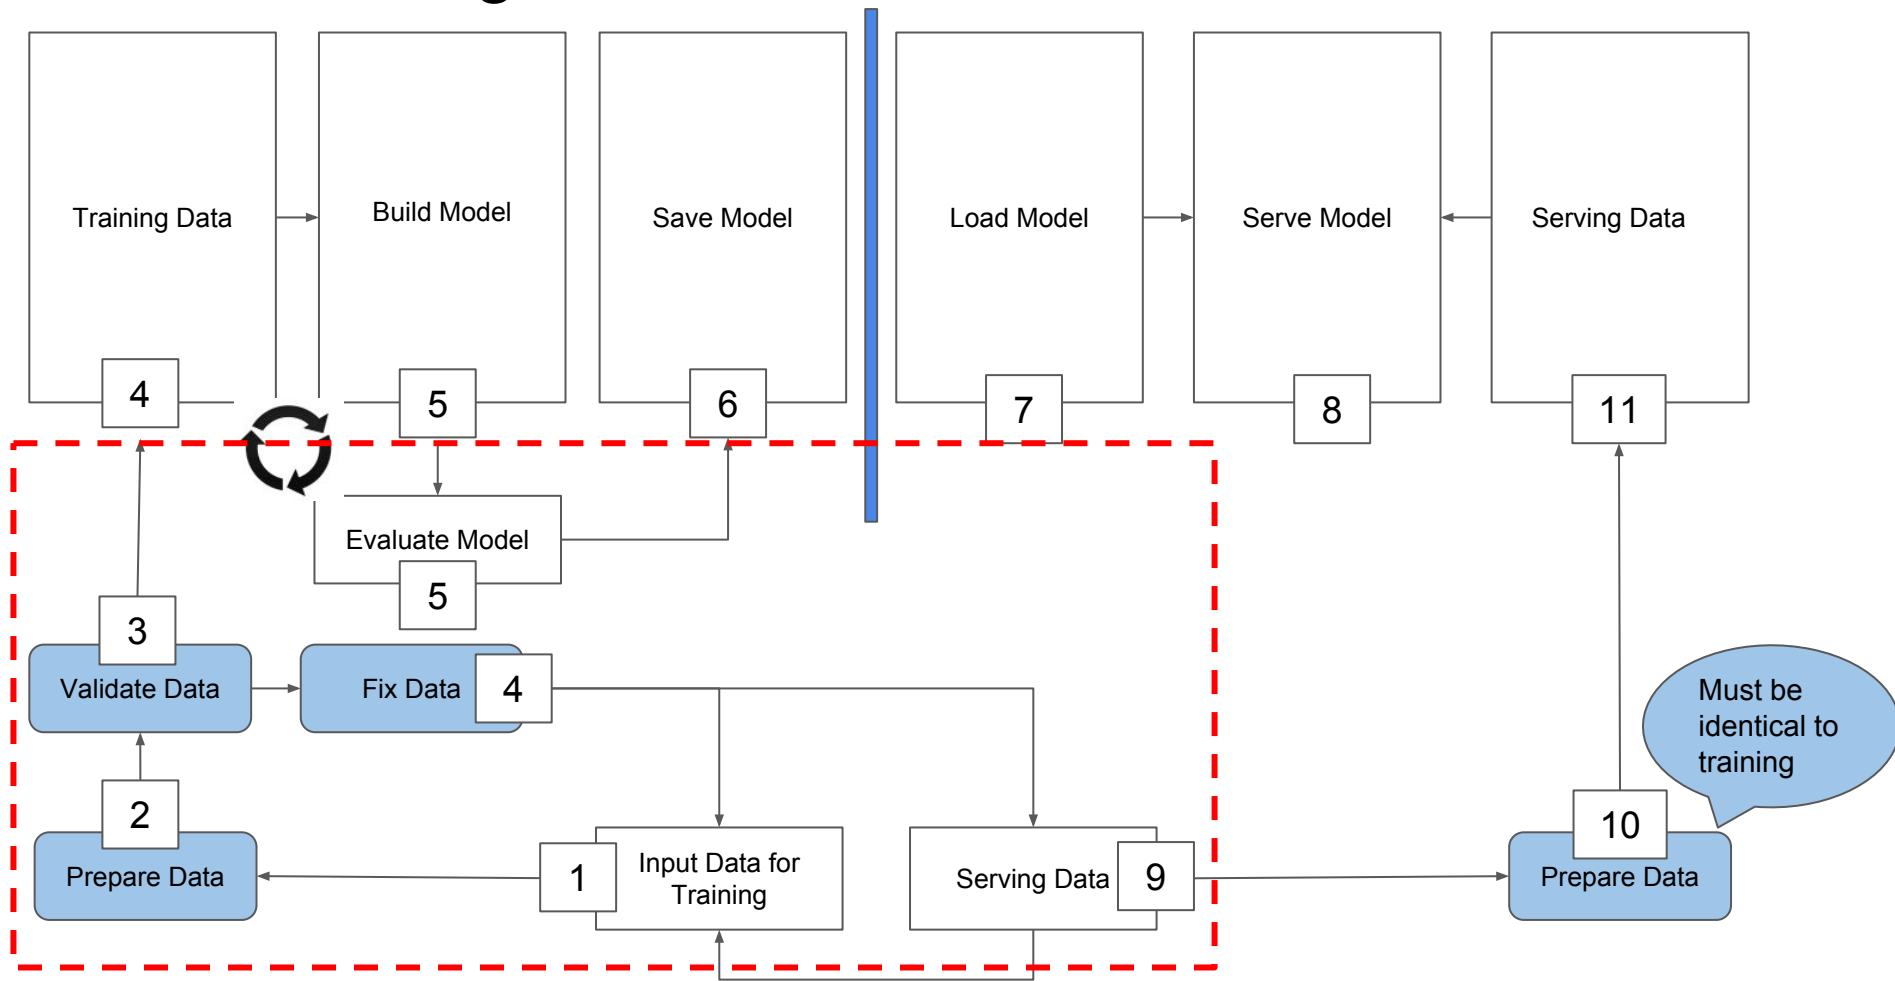 Training Data
Build Model
Save Model
Load Model
Serve Model
Serving Data
4
5
6
7
8
11
Evaluate Model
5
3
Validate Data
Fix Data
4
Must be
identical to
training
2
Prepare Data
1
Input Data for
Training
Serving Data
9
10
Prepare Data